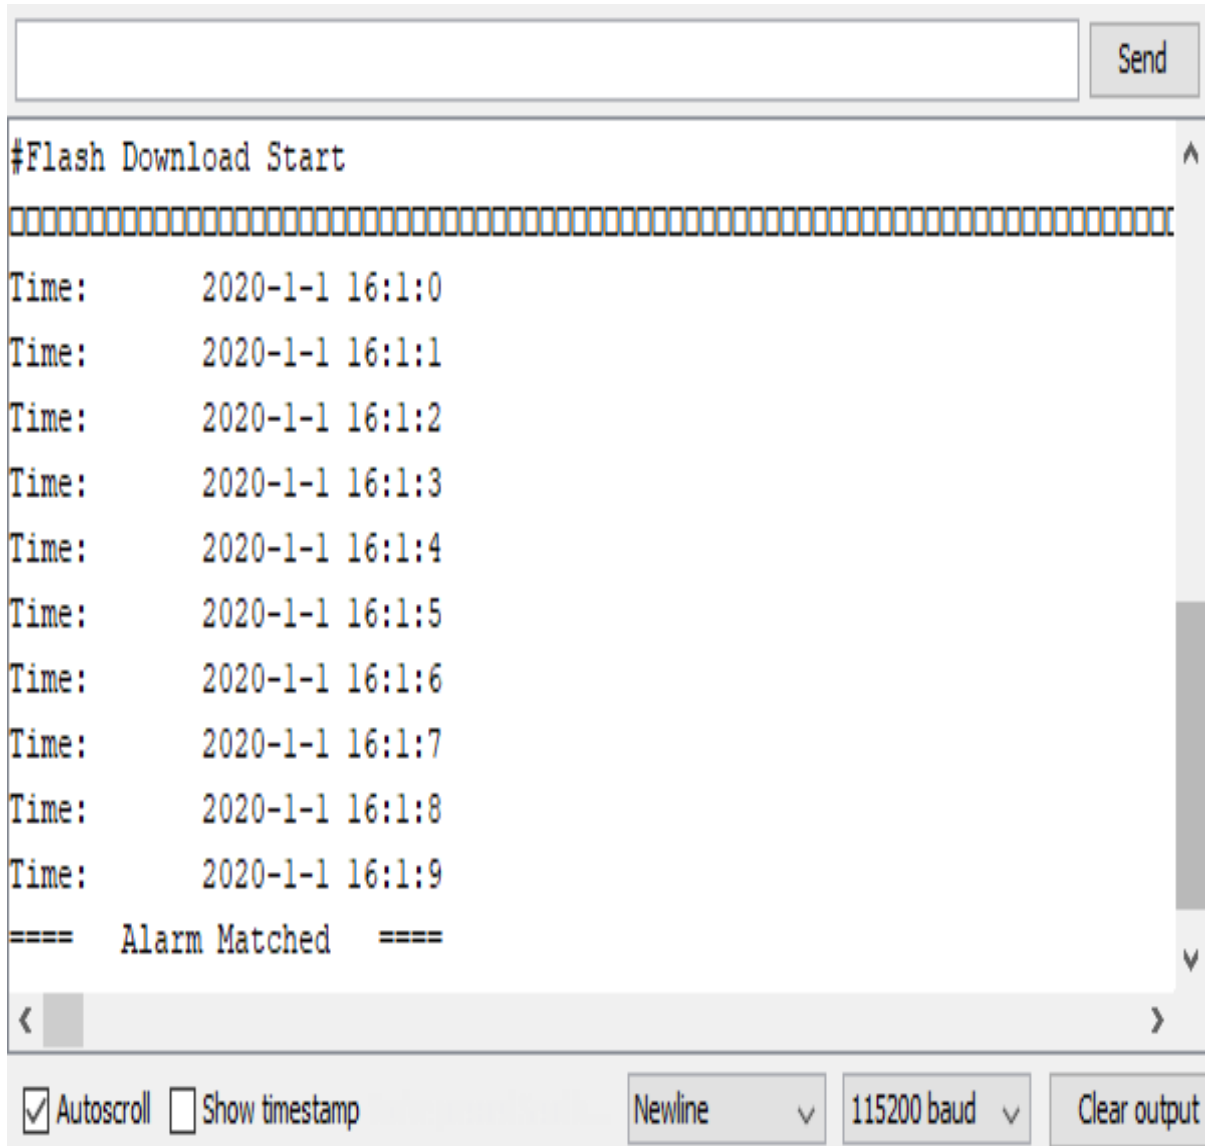 Send
#Flash Download Start
Time: 2020-1-1 16:1:0
Time: 2020-1-1 16:1:1
Time: 2020-1-1 16:1:2
Time: 2020-1-1 16:1:3
Time: 2020-1-1 16:1:4
Time: 2020-1-1 16:1:5
Time: 2020-1-1 16:1:6
Time: 2020-1-1 16:1:7
Time: 2020-1-1 16:1:8
Time: 2020-1-1 16:1:9
==== Alarm Matched ====
Autoscroll Show timestamp Newline 115200 baud Clear output